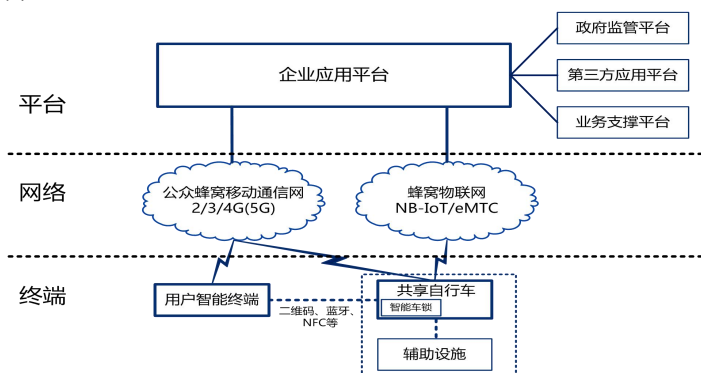 政府监管平台
企业应用平台
第三方应用平台
平台
业务支撑平台
网络
公众蜂窝移动通信网
2/3/4G(5G)
蜂窝物联网
NB-IoT/eMTC
终端
用户智能终端
二维码、蓝牙、
NFC等
共享自行车
智能车锁
辅助设施